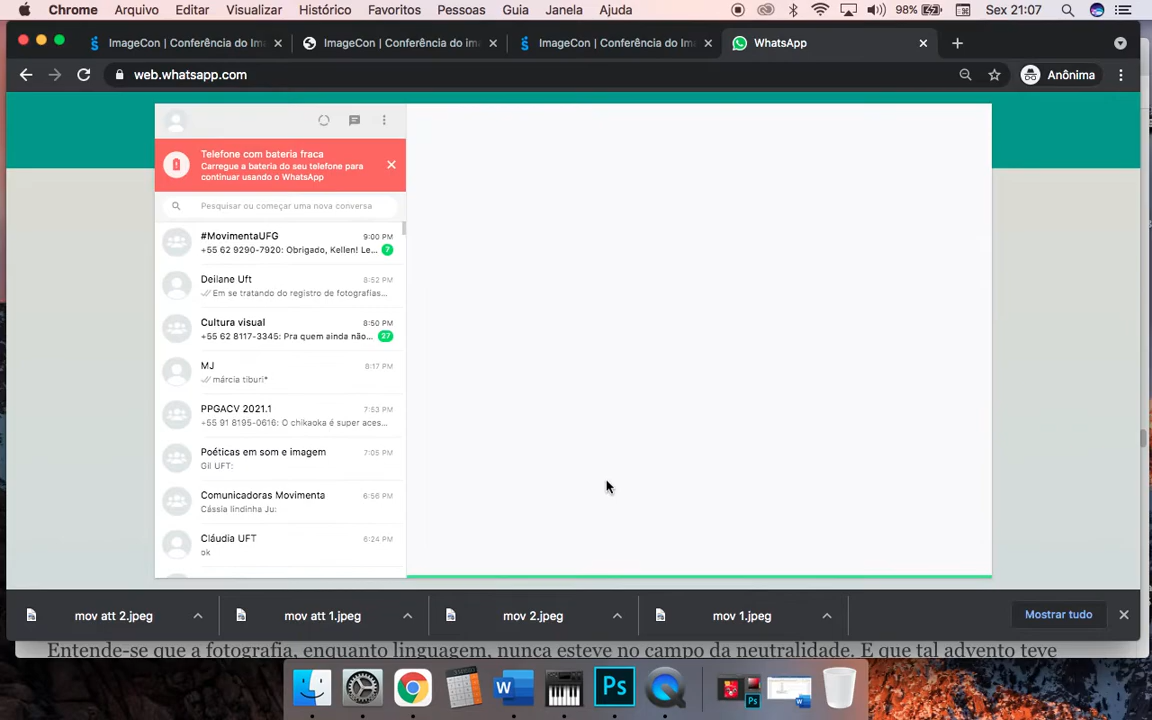 Chrome Arquivo Editar Visualizar Histórico Favoritos Pessoas Guia Janela Ajuda 98% Sex 21:07
ImageCon | Conferência do Ima
ImageCon | Conferência do ima
ImageCon | Conferência do Ima
WhatsApp
web.whatsapp.com
Anônima
Telefone com bateria fraca
Carregue a bateria do seu telefone para
continuar usando o WhatsApp
Pesquisar ou começar uma nova conversa
#MovimentaUFG 9:00 PM
+55 62 9290-7920: Obrigado, Kellen! Le... 7
Deilane Uft 8:52 PM
Em se tratando do registro de fotografias...
Cultura visual 8:50 PM
+55 62 8117-3345: Pra quem ainda não... 27
MJ 8:17 PM
márcia tiburi*
PPGACV 2021.1 7:53 PM
+55 91 8195-0616: O chikaoka é super aces...
Poéticas em som e imagem 7:05 PM
Gil UFT:
Comunicadoras Movimenta 6:56 PM
Cássia lindinha Ju:
Cláudia UFT 6:24 PM
ok
mov att 2.jpeg
mov att 1.jpeg
mov 2.jpeg
mov 1.jpeg
Mostrar tudo
Entende-se que a fotografia, enquanto linguagem, nunca esteve no campo da neutralidade. E que tal advento teve
W
Ps
Ps
W